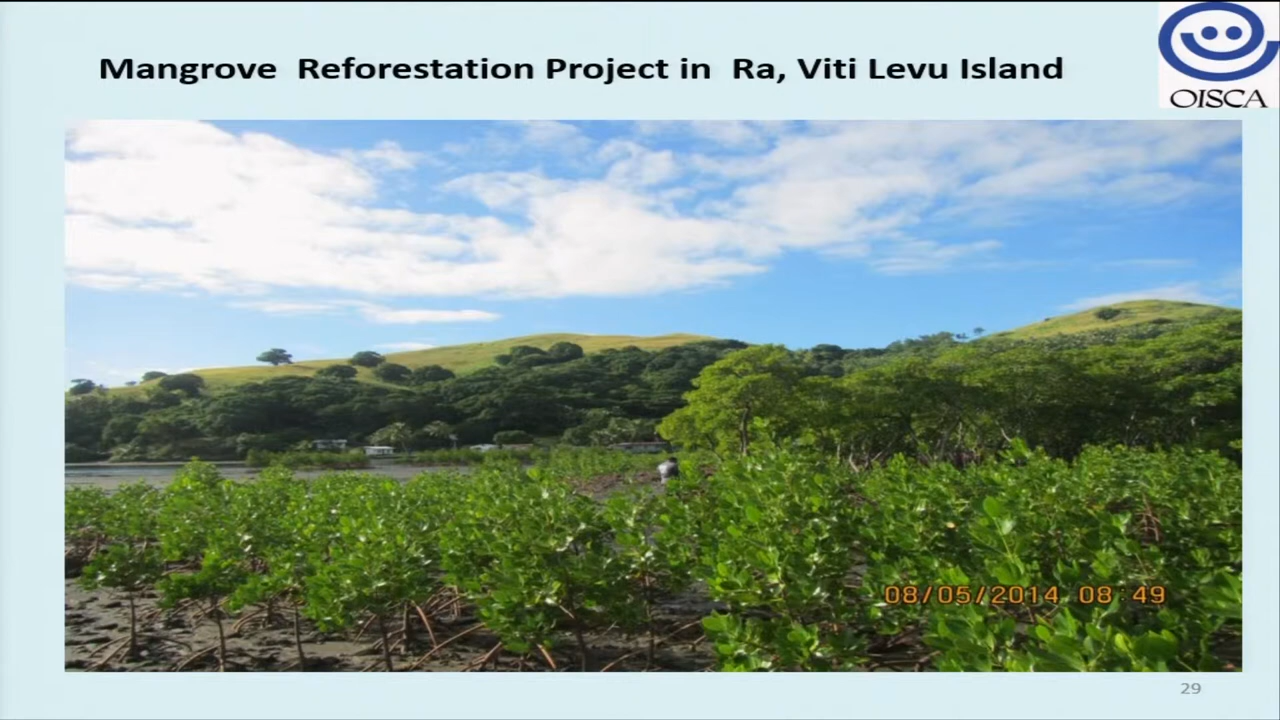 Mangrove Reforestation Project in Ra, Viti Levu Island
OISCA
08/05/2014 08:49
29